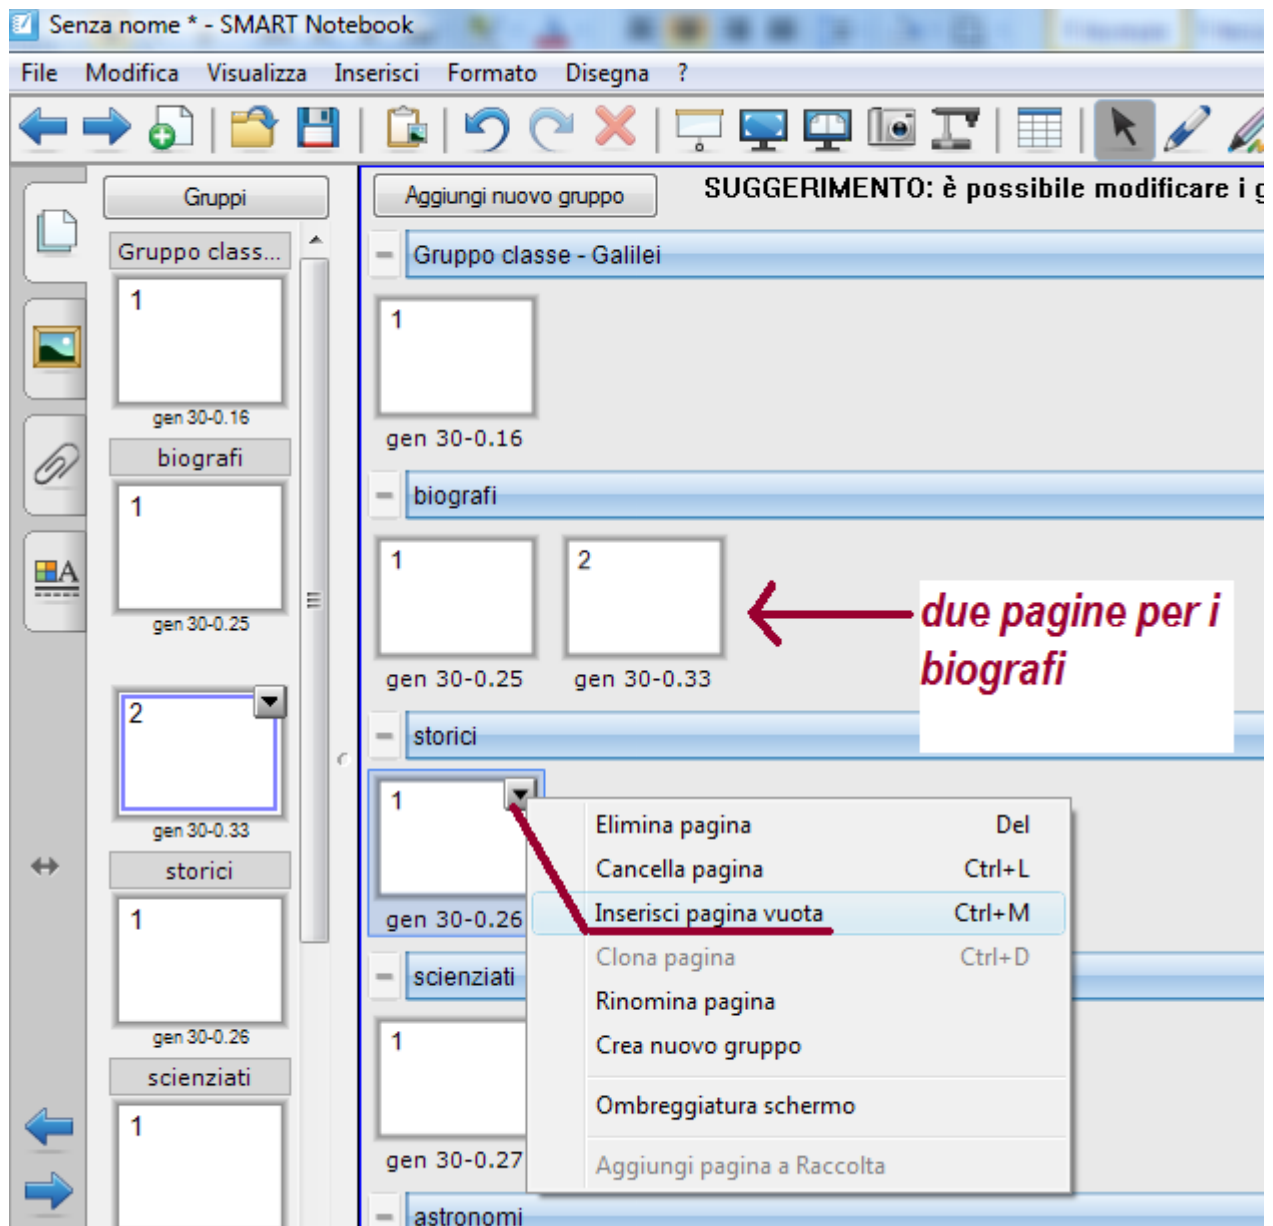 Senza nome * - SMART Notebook
File Modifica Visualizza Inserisci Formato Disegna ?
Gruppi
Gruppo class...
1
gen 30-0.16
biografi
1
gen 30-0.25
2
gen 30-0.33
storici
1
gen 30-0.26
scienziati
1
Aggiungi nuovo gruppo
SUGGERIMENTO: è possibile modificare i g
Gruppo classe - Galilei
1
gen 30-0.16
biografi
1
2
gen 30-0.25
gen 30-0.33
due pagine per i
biografi
storici
1
gen 30-0.26
scienziati
1
gen 30-0.27
astronomi
Elimina pagina Del
Cancella pagina Ctrl+L
Inserisci pagina vuota Ctrl+M
Clona pagina Ctrl+D
Rinomina pagina
Crea nuovo gruppo
Ombreggiatura schermo
Aggiungi pagina a Raccolta